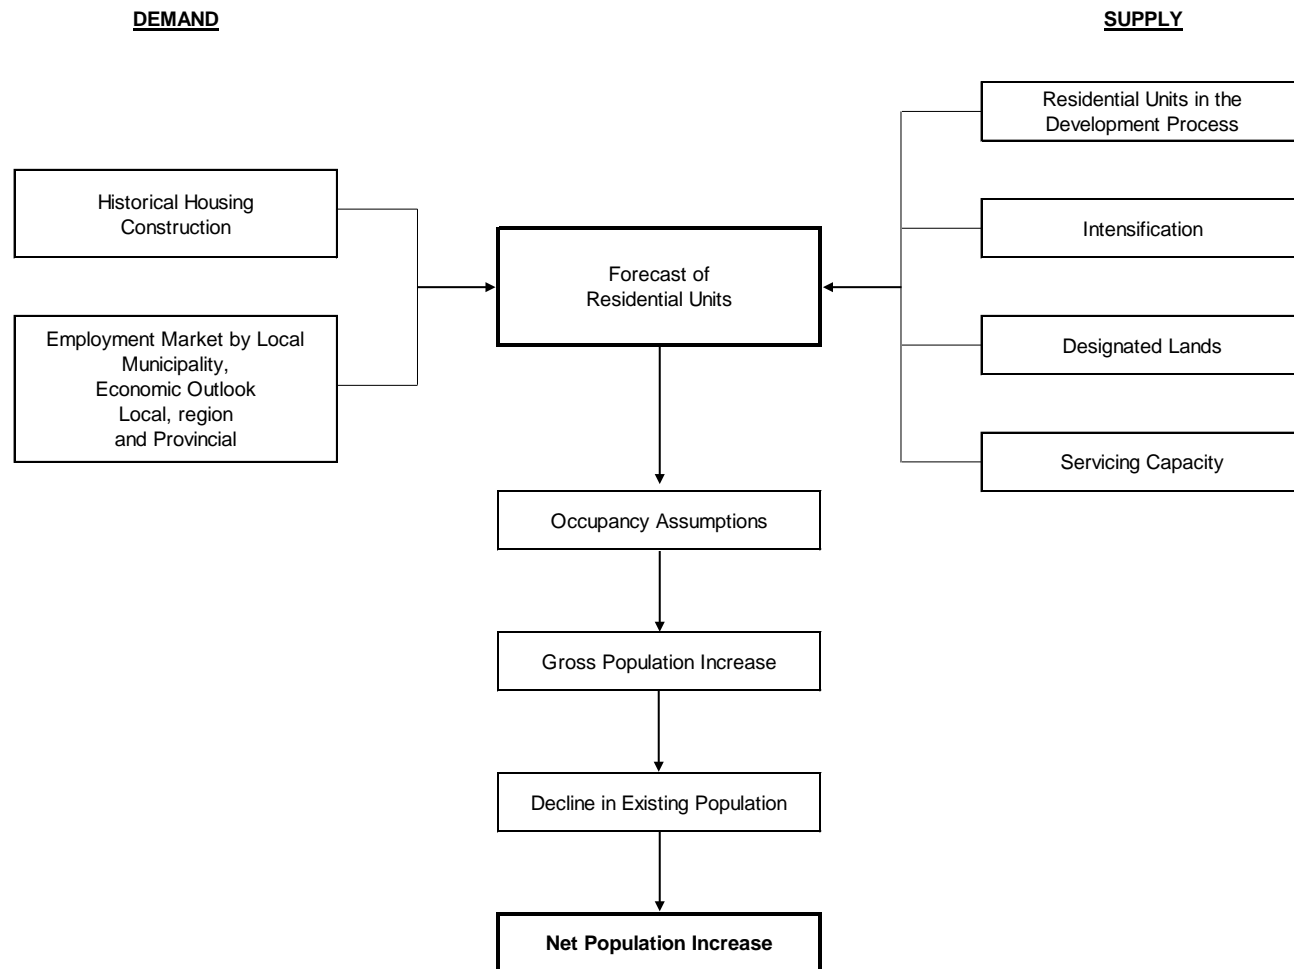 DEMAND
SUPPLY
Residential Units in the
Development Process
Historical Housing
Construction
Intensification
Forecast of
Residential Units
Employment Market by Local
Municipality,
Economic Outlook
Local, region
and Provincial
Designated Lands
Servicing Capacity
Occupancy Assumptions
Gross Population Increase
Decline in Existing Population
Net Population Increase